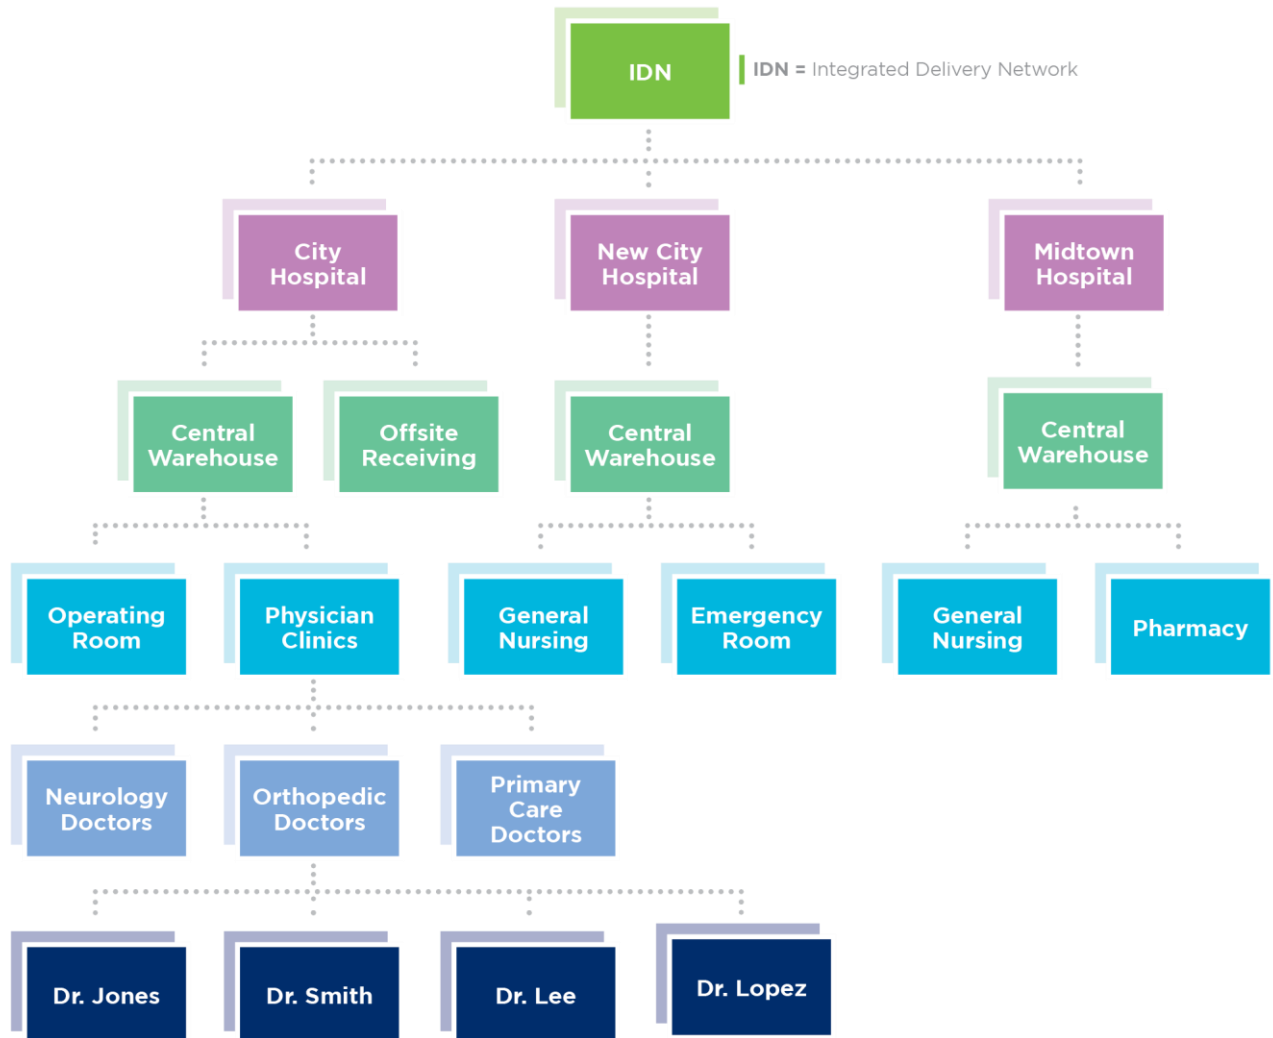 IDN
IDN = Integrated Delivery Network
City
Hospital
New City
Hospital
Midtown
Hospital
Central
Warehouse
Offsite
Receiving
Central
Warehouse
Central
Warehouse
Operating
Room
Physician
Clinics
General
Nursing
Emergency
Room
General
Nursing
Pharmacy
Neurology
Doctors
Orthopedic
Doctors
Primary
Care
Doctors
Dr. Jones
Dr. Smith
Dr. Lee
Dr. Lopez